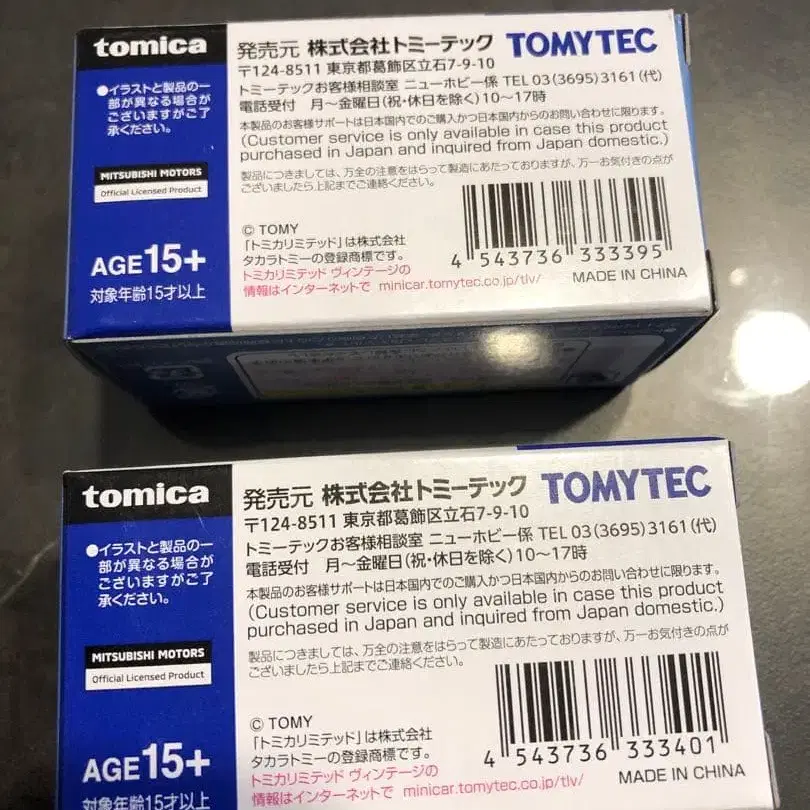 tomica
●イラストと製品の一
部が異なる場合が
ございますがご了
承ください。
MITSUBISHI MOTORS
Official Licensed Product
AGE 15+
対象年齢15才以上
発売元 株式会社トミーテック TOMYTEC
〒124-8511 東京都葛飾区立石7-9-10
トミーテックお客様相談室 ニューホビー係 TEL 03(3695)3161(代)
電話受付 月~金曜日(祝・休日を除く)10~17時
本製品のお客様サポートは日本国内でのご購入かつ日本国内からのお問い合わせに限ります。
(Customer service is only available in case this product
purchased in Japan and inquired from Japan domestic.)
製品につきましては、万全の注意をはらって製造にあたっておりますが、万一お気付きの点が
ございましたら上記までご連絡ください。
© TOMY
「トミカリミテッド」は株式会社
タカラトミーの登録商標です。
トミカリミテッド ヴィンテージの
情報はインターネットで minicar.tomytec.co.jp/tlv/
4 543736 333395
MADE IN CHINA
tomica
●イラストと製品の一
部が異なる場合が
ございますがご了
承ください。
MITSUBISHI MOTORS
Official Licensed Product
AGE 15+
対象年齢15才以上
発売元 株式会社トミーテック TOMYTEC
〒124-8511 東京都葛飾区立石7-9-10
トミーテックお客様相談室 ニューホビー係 TEL 03(3695)3161(代)
電話受付 月~金曜日(祝・休日を除く)10~17時
本製品のお客様サポートは日本国内でのご購入かつ日本国内からのお問い合わせに限ります。
(Customer service is only available in case this product
purchased in Japan and inquired from Japan domestic.)
製品につきましては、万全の注意をはらって製造にあたっておりますが、万一お気付きの点が
ございましたら上記までご連絡ください。
© TOMY
「トミカリミテッド」は株式会社
タカラトミーの登録商標です。
トミカリミテッド ヴィンテージの
情報はインターネットで minicar.tomytec.co.jp/tlv/
4 543736 333401
MADE IN CHINA